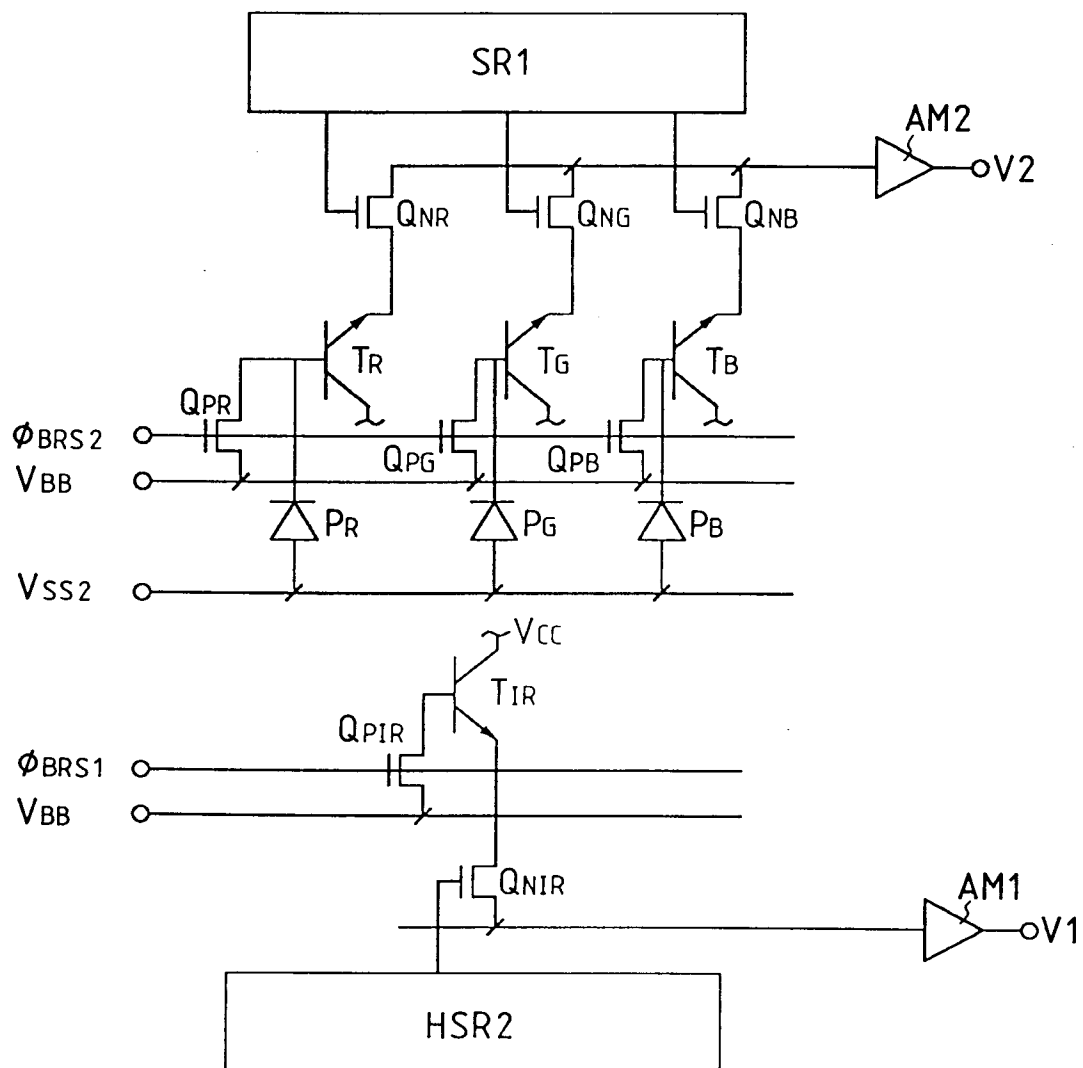 SR1
AM2
V2
QNR
QNG
QNB
TR
TG
TB
QPR
ϕBRS2
QPG
QPB
VBB
PR
PG
PB
VSS2
VCC
TIR
QPIR
ϕBRS1
VBB
QNIR
AM1
V1
HSR2